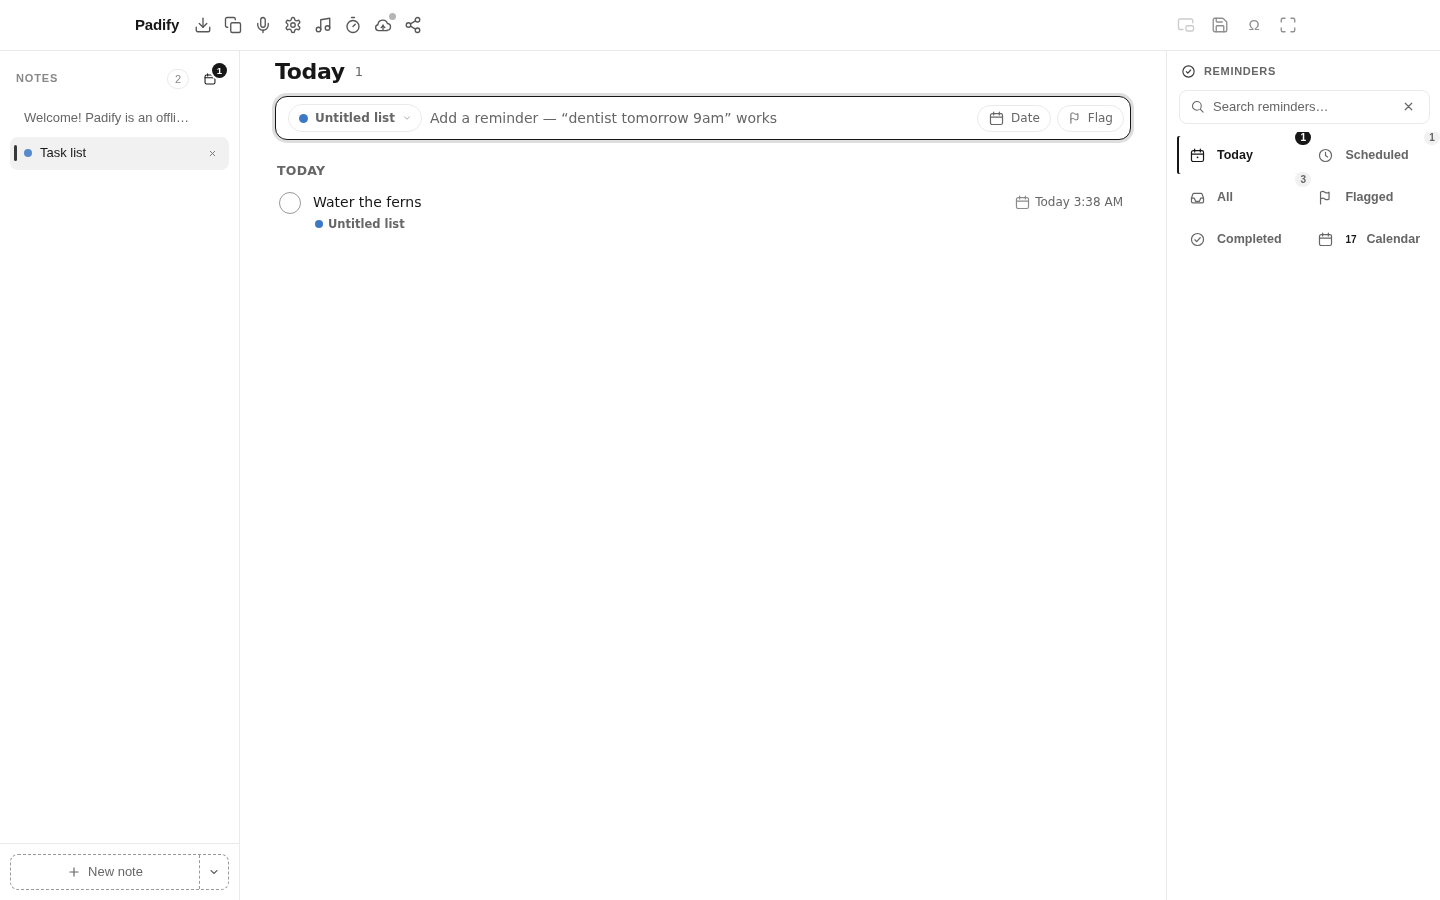 Padify
Ω
NOTES
2
1
Welcome! Padify is an offli…
Task list
New note
Today 1
Untitled list
Add a reminder — “dentist tomorrow 9am” works
Date
Flag
TODAY
Water the ferns
Today 3:38 AM
Untitled list
REMINDERS
Search reminders…
Today
1
Scheduled
1
All
3
Flagged
Completed
17 Calendar